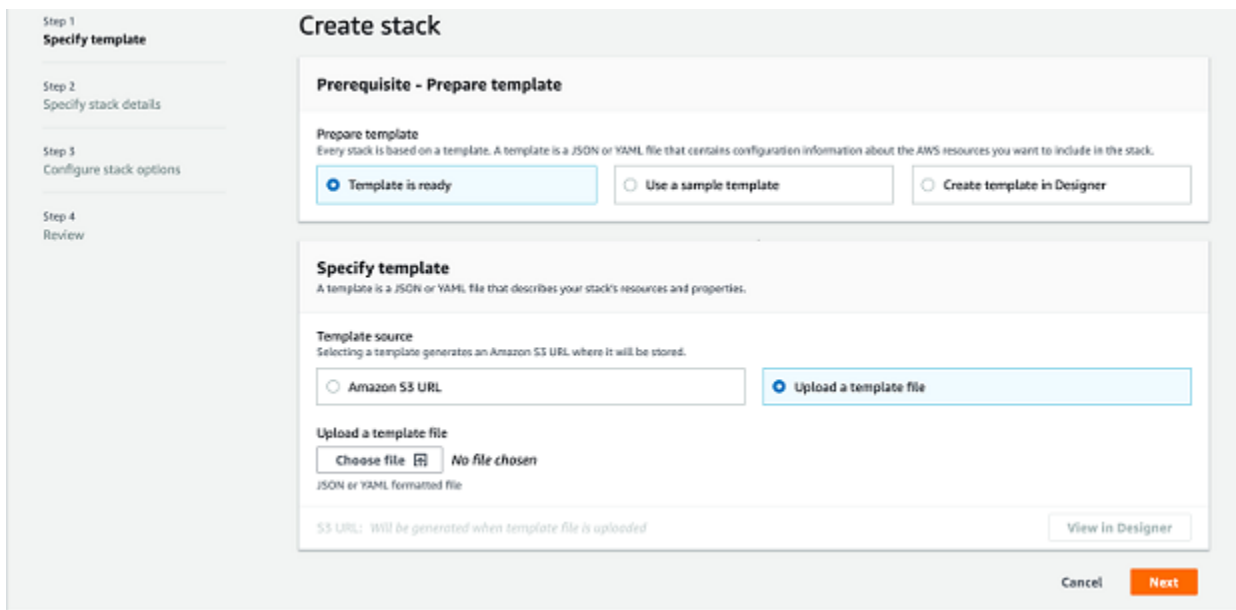 Step 1
Specify template
Step 2
Specify stack details
Step 3
Configure stack options
Step 4
Review
Create stack
Prerequisite - Prepare template
Prepare template
Every stack is based on a template. A template is a JSON or YAML file that contains configuration information about the AWS resources you want to include in the stack.
Template is ready
Use a sample template
Create template in Designer
Specify template
A template is a JSON or YAML file that describes your stack's resources and properties.
Template source
Selecting a template generates an Amazon S3 URL where it will be stored.
Amazon S3 URL
Upload a template file
Upload a template file
Choose file
No file chosen
JSON or YAML formatted file
S3 URL: Will be generated when template file is uploaded
View in Designer
Cancel
Next